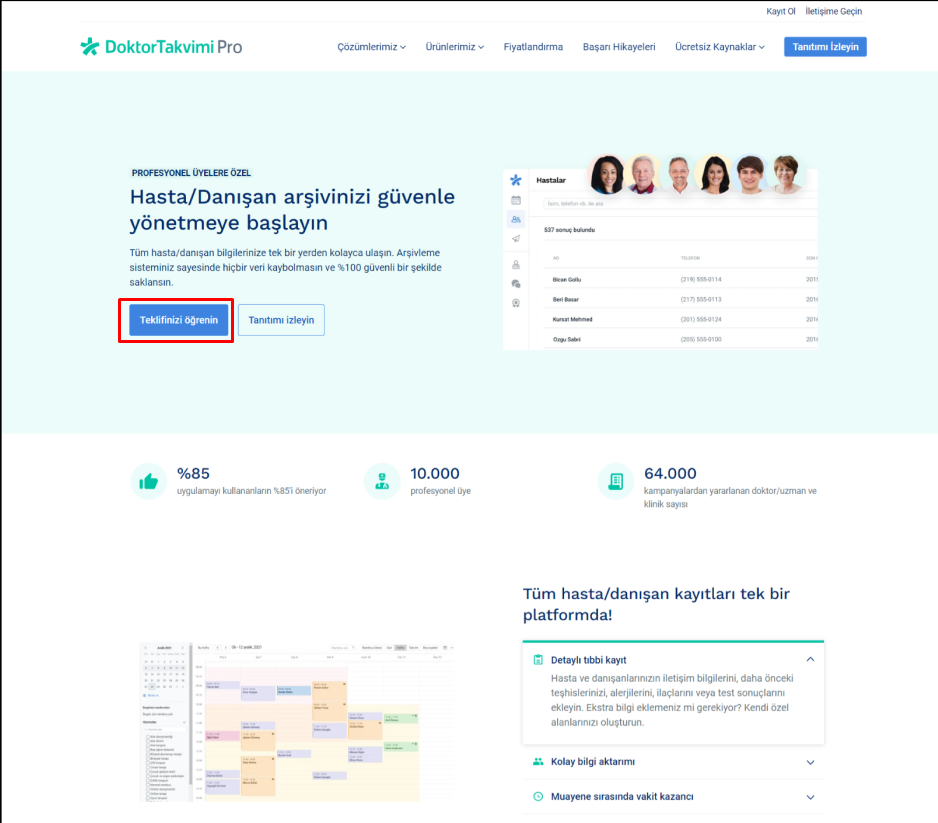 Kayıt Ol İletişime Geçin
DoktorTakvimi Pro
Çözümlerimiz Ürünlerimiz Fiyatlandırma Başarı Hikayeleri Ücretsiz Kaynaklar Tanıtımı İzleyin
PROFESYONEL ÜYELERE ÖZEL
Hasta/Danışan arşivinizi güvenle
yönetmeye başlayın
Tüm hasta/danışan bilgilerinize tek bir yerden kolayca ulaşın. Arşivleme
sisteminiz sayesinde hiçbir veri kaybolmasın ve %100 güvenli bir şekilde
saklansın.
Teklifinizi öğrenin Tanıtımı izleyin
Hastalar
İsim, telefon vb. ile ara
537 sonuç bulundu
AD TELEFON
Bican Gollu (219) 555-0114
Beri Basar (217) 555-0113
Kursat Mehmed (201) 555-0124
Ozgu Sabri (205) 555-0100
%85
uygulamayı kullananların %85'i öneriyor
10.000
profesyonel üye
64.000
kampanyalardan yararlanan doktor/uzman ve
klinik sayısı
Tüm hasta/danışan kayıtları tek bir
platformda!
Detaylı tıbbi kayıt
Hasta ve danışanlarınızın iletişim bilgilerini, daha önceki
teşhislerinizi, alerjilerini, ilaçlarını veya test sonuçlarını
ekleyin. Ekstra bilgi eklemeniz mi gerekiyor? Kendi özel
alanlarınızı oluşturun.
Kolay bilgi aktarımı
Muayene sırasında vakit kazancı